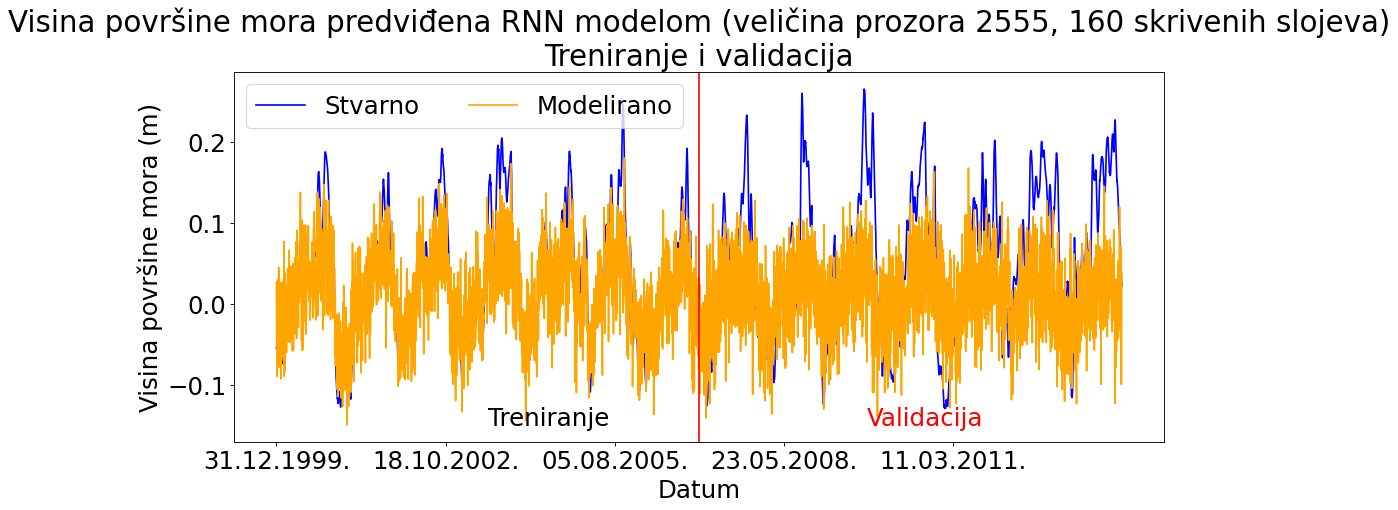 Visina površine mora predviđena RNN modelom (veličina prozora 2555, 160 skrivenih slojeva)
Treniranje i validacija
Stvarno
Modelirano
Visina površine mora (m)
0.2
0.1
0.0
−0.1
Treniranje
Validacija
31.12.1999.
18.10.2002.
05.08.2005.
23.05.2008.
11.03.2011.
Datum